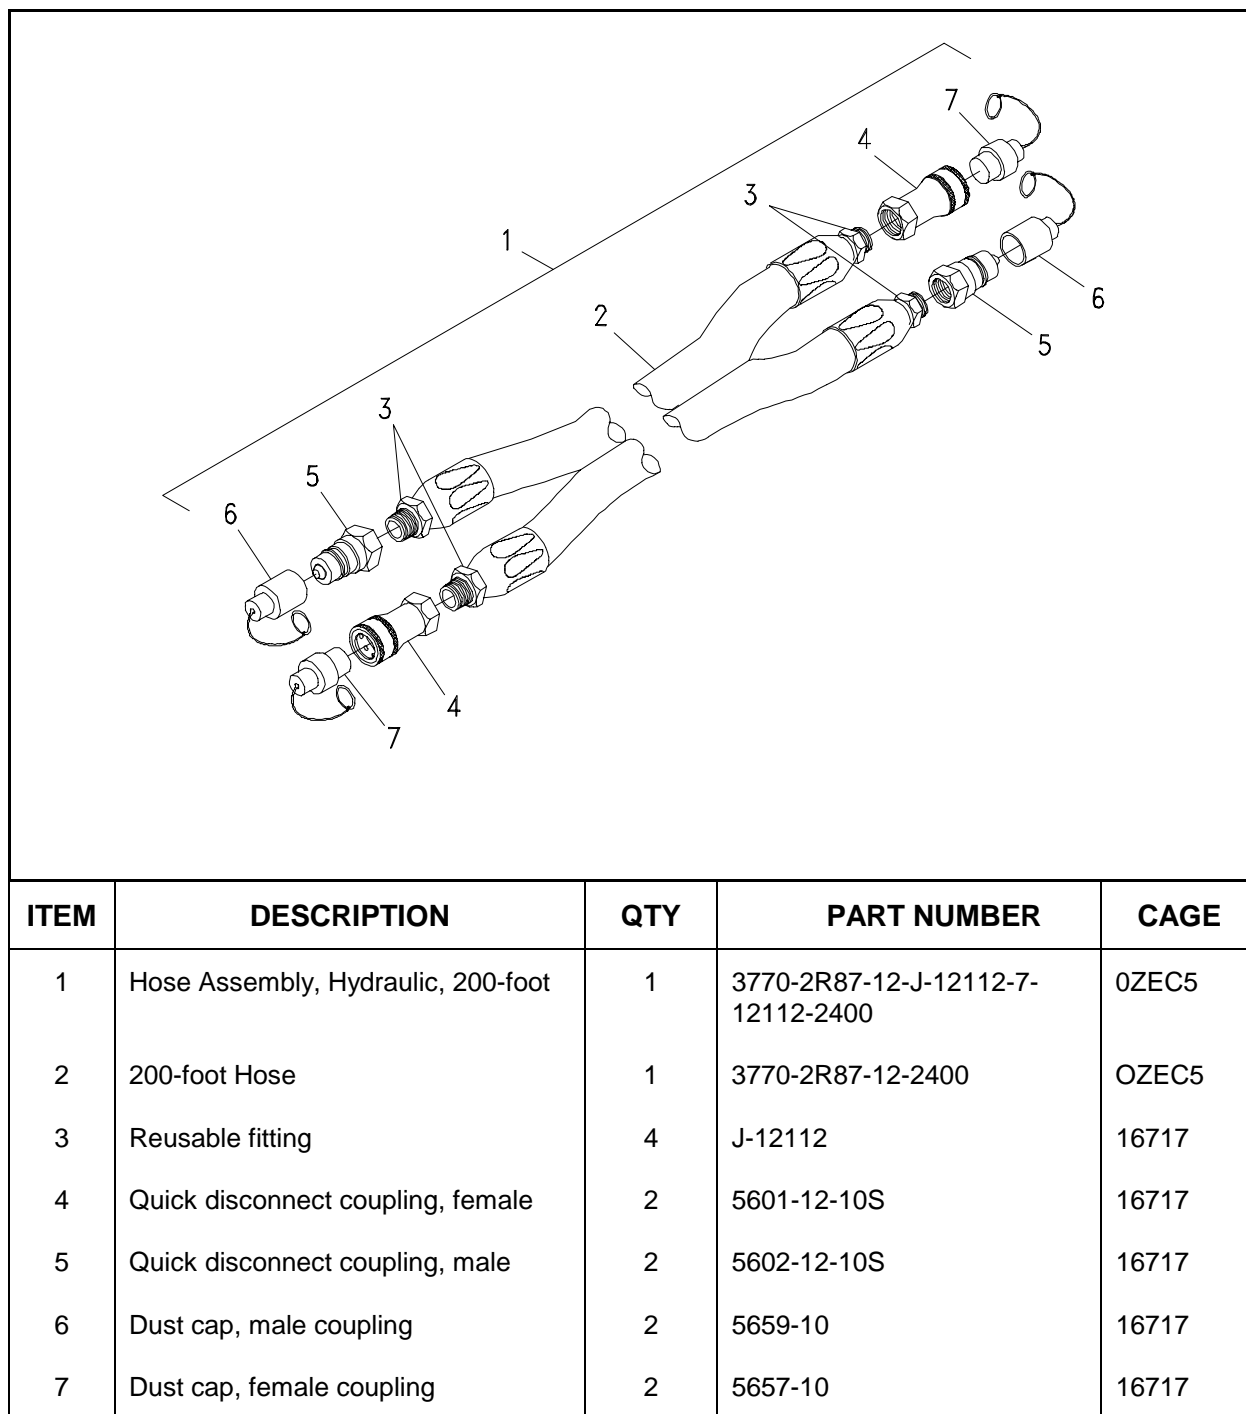 7
4
3
1
6
2
5
3
5
6
3
4
7
ITEM DESCRIPTION QTY PART NUMBER CAGE
1 Hose Assembly, Hydraulic, 200-foot 1 3770-2R87-12-J-12112-7- 0ZEC5
12112-2400
2 200-foot Hose 1 3770-2R87-12-2400 OZEC5
3 Reusable fitting 4 J-12112 16717
4 Quick disconnect coupling, female 2 5601-12-10S 16717
5 Quick disconnect coupling, male 2 5602-12-10S 16717
6 Dust cap, male coupling 2 5659-10 16717
7 Dust cap, female coupling 2 5657-10 16717